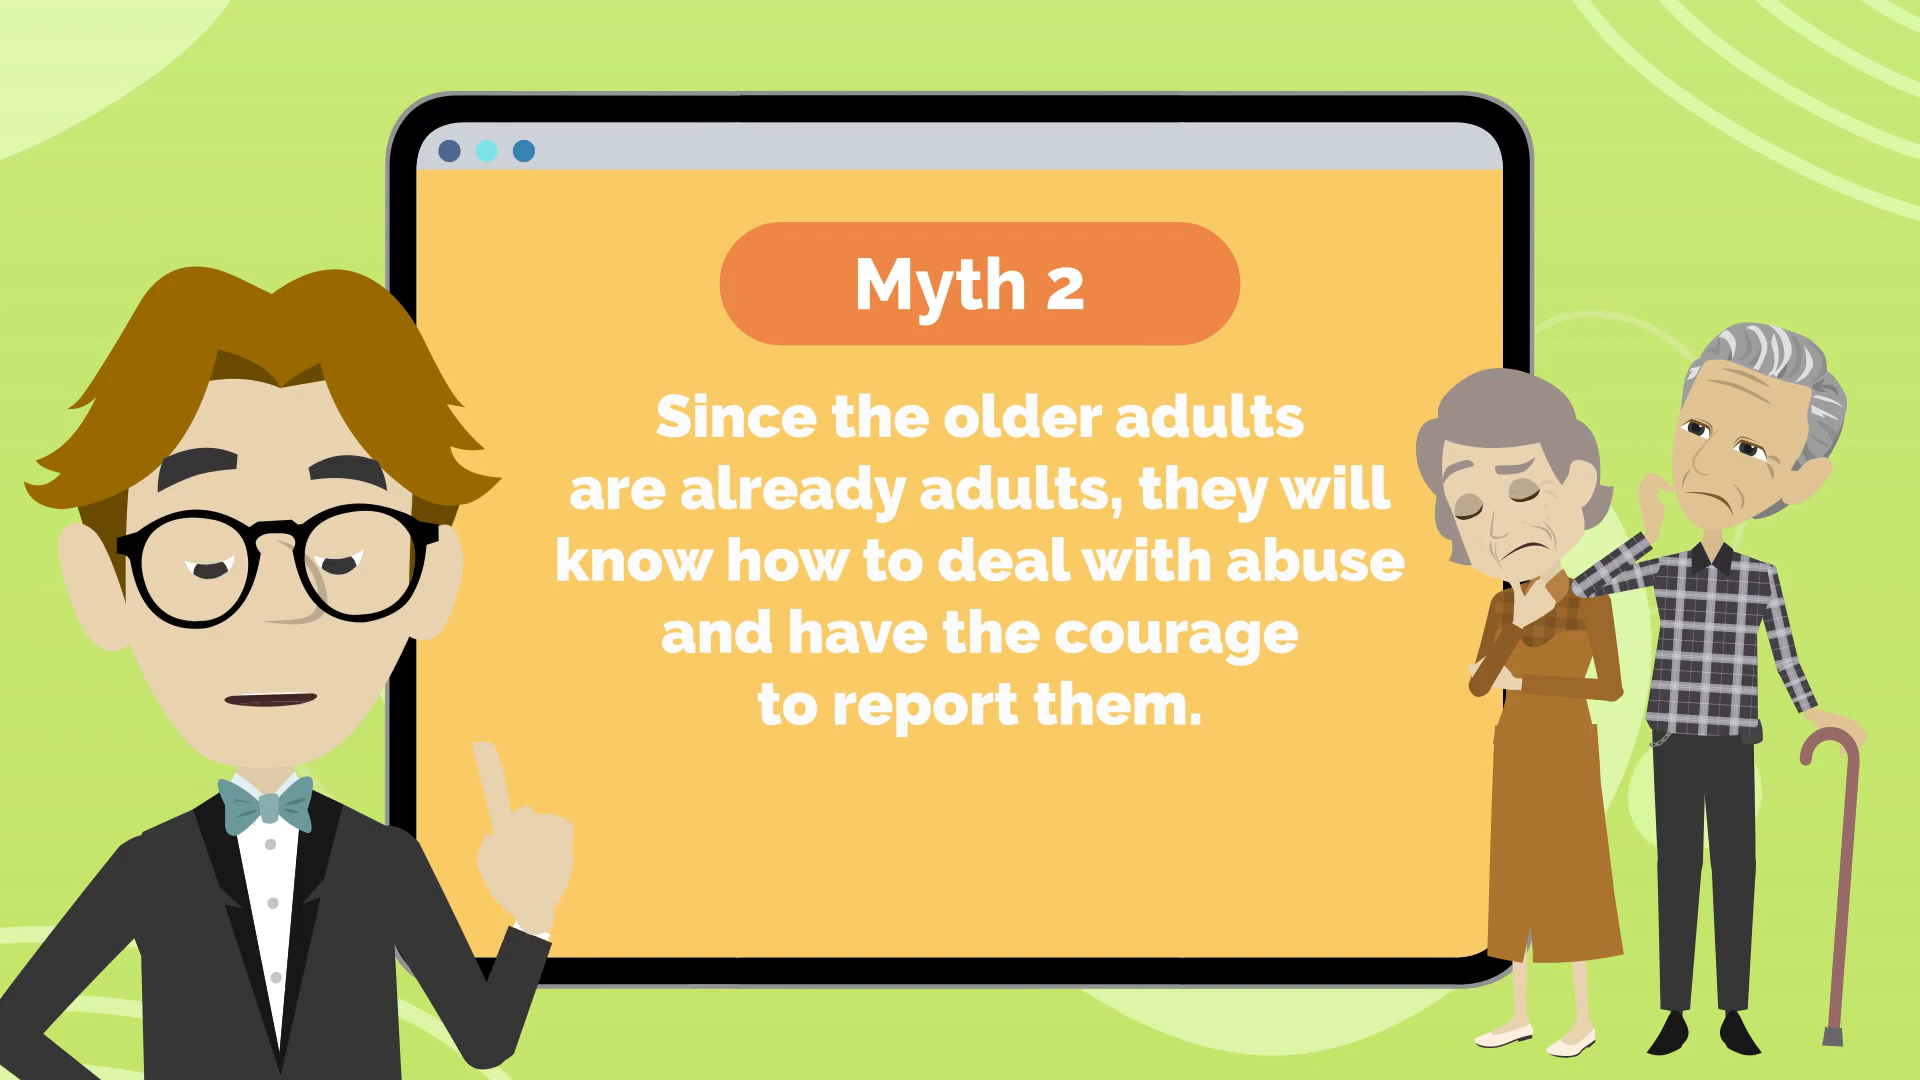 Myth 2
Since the older adults
are already adults, they will
know how to deal with abuse
and have the courage
to report them.